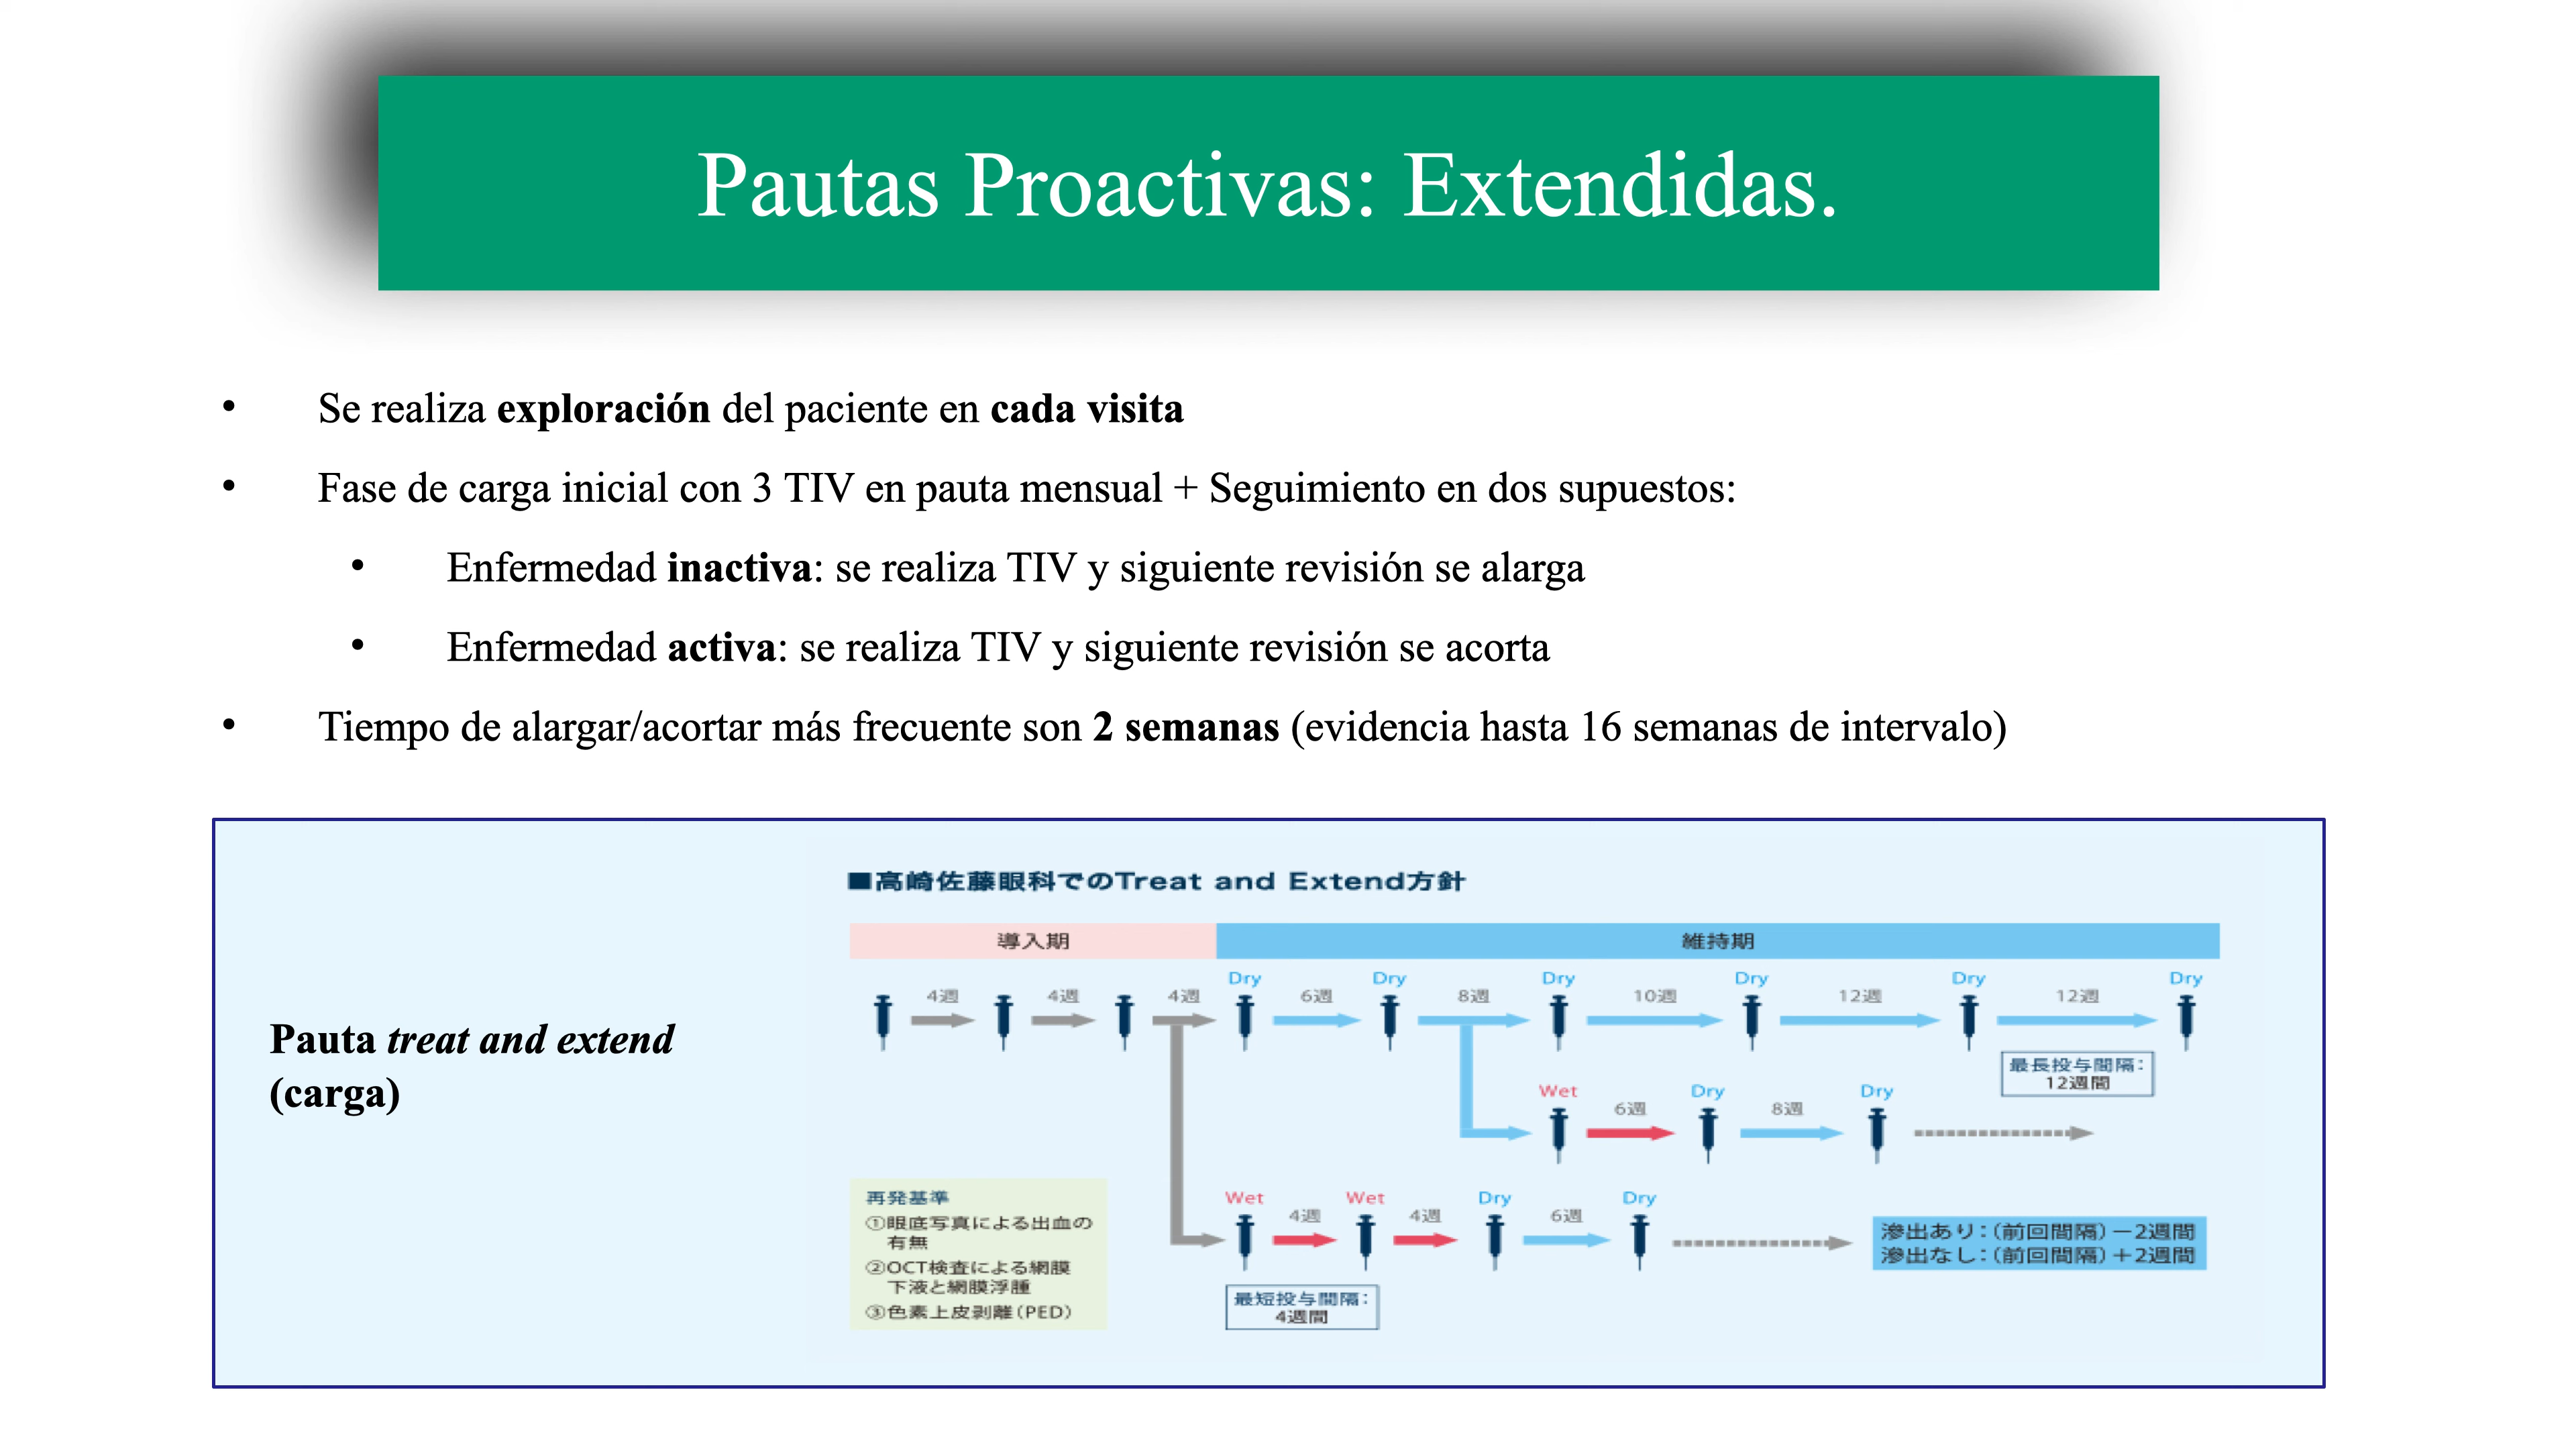 Pautas Proactivas: Extendidas.
• Se realiza exploración del paciente en cada visita
• Fase de carga inicial con 3 TIV en pauta mensual + Seguimiento en dos supuestos:
• Enfermedad inactiva: se realiza TIV y siguiente revisión se alarga
• Enfermedad activa: se realiza TIV y siguiente revisión se acorta
• Tiempo de alargar/acortar más frecuente son 2 semanas (evidencia hasta 16 semanas de intervalo)
Pauta treat and extend
(carga)
■高崎佐藤眼科でのTreat and Extend方針
導入期 維持期
Dry Dry Dry Dry Dry Dry
4週 4週 4週 6週 8週 10週 12週 12週
最長投与間隔:
12週間
Wet Dry Dry
6週 8週
Wet Wet Dry Dry
4週 4週 6週
最短投与間隔:
4週間
再発基準
①眼底写真による出血の
有無
②OCT検査による網膜
下液と網膜浮腫
③色素上皮剥離(PED)
滲出あり:(前回間隔)−2週間
滲出なし:(前回間隔)+2週間